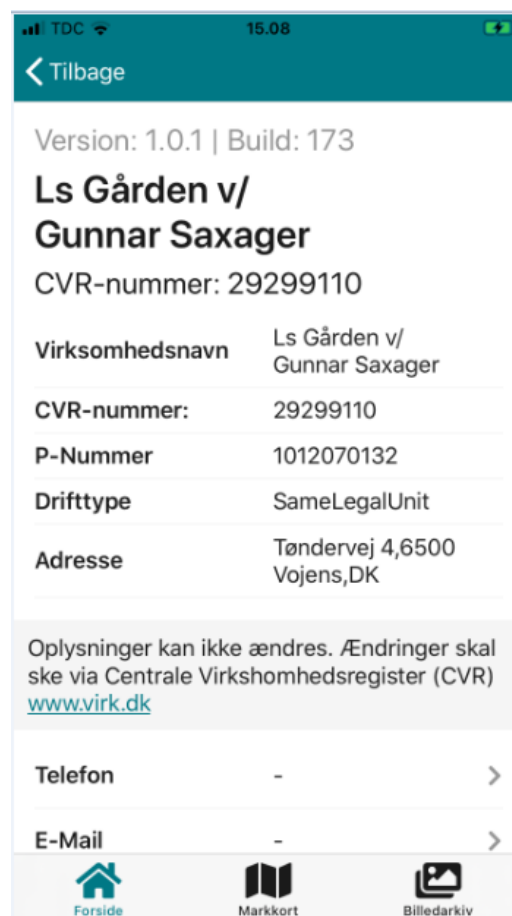 TDC 15.08
Tilbage
Version: 1.0.1 | Build: 173
Ls Gården v/
Gunnar Saxager
CVR-nummer: 29299110
Virksomhedsnavn Ls Gården v/
Gunnar Saxager
CVR-nummer: 29299110
P-Nummer 1012070132
Drifttype SameLegalUnit
Adresse Tøndervej 4,6500
Vojens,DK
Oplysninger kan ikke ændres. Ændringer skal
ske via Centrale Virkshomhedsregister (CVR)
www.virk.dk
Telefon -
E-Mail -
Forside Markkort Billedarkiv